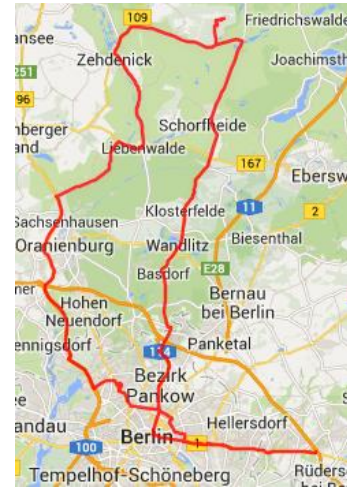 109
Friedrichswalde
ansee
Zehdenick
251
Joachimsth
96
Schorfheide
nberger
and
Liebenwalde
167
Ebersw
Sachsenhausen
Klosterfelde
11
2
Oranienburg
Wandlitz
Biesenthal
Basdorf
E28
ner
Hohen
Neuendorf
Bernau
bei Berlin
ennigsdorf
Panketal
Bezirk
Pankow
Hellersdorf
andau
Berlin
1
100
Tempelhof-Schöneberg
Rüders